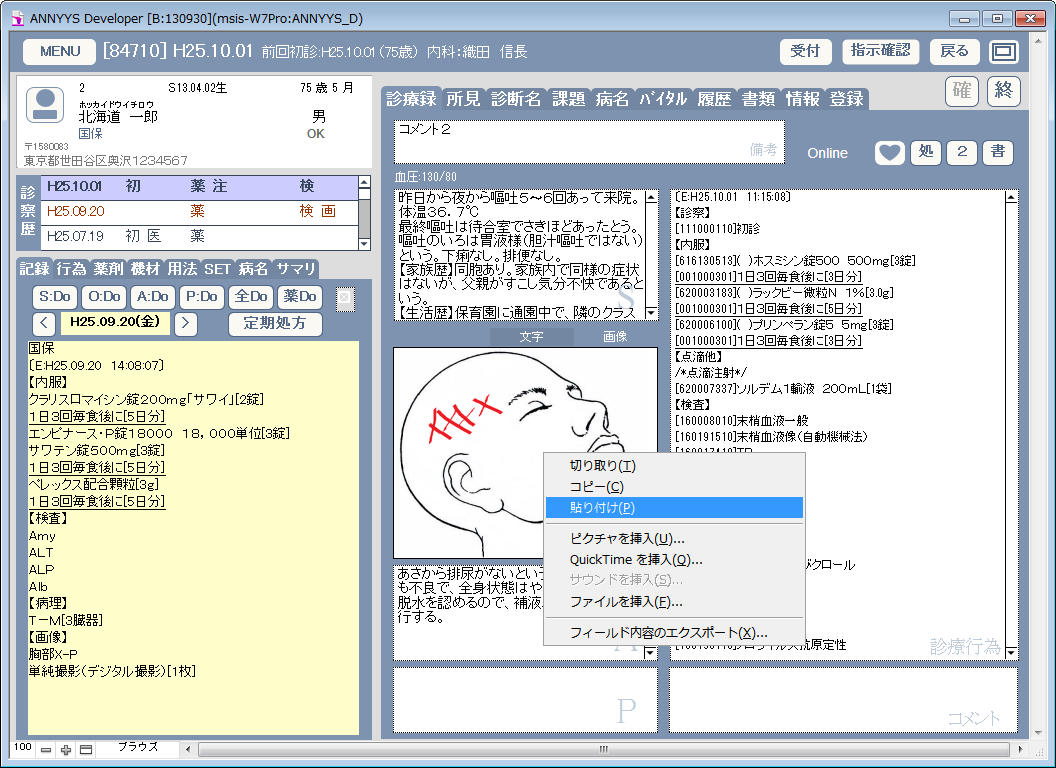 ANNYYS Developer [B:130930](msis-W7Pro:ANNYYS_D)
MENU
[84710] H25.10.01 前回初診:H25.10.01 (75歳) 内科:織田 信長
受付
指示確認
戻る
2 S13.04.02生 75 歳 5 月
ホッカイドウイチロウ
北海道 一郎 男
国保 OK
〒1580083
東京都世田谷区奥沢1234567
診察歴
H25.10.01 初 薬 注 検
H25.09.20 薬 検 画
H25.07.19 初 医 薬
記録 行為 薬剤 機材 用法 SET 病名 サマリ
S:Do O:Do A:Do P:Do 全Do 薬Do
< H25.09.20(金) > 定期処方
国保
[E:H25.09.20 14:08:07]
【内服】
クラリスロマイシン錠200mg「サワイ」[2錠]
1日3回毎食後に[5日分]
エンピナース・P錠18000 18,000単位[3錠]
サワテン錠500mg[3錠]
1日3回毎食後に[5日分]
ペレックス配合顆粒[3g]
1日3回毎食後に[5日分]
【検査】
Amy
ALT
ALP
Alb
【病理】
T-M[3臓器]
【画像】
胸部X-P
単純撮影(デジタル撮影)[1枚]
確 終
診療録 所見 診断名 課題 病名 バイタル 履歴 書類 情報 登録
コメント2
備考
Online
処 2 書
血圧:130/80
昨日から夜から嘔吐5~6回あって来院。
体温36.7℃
最終嘔吐は待合室でさきほどあったとう。
嘔吐のいろは胃液様(胆汁嘔吐ではない)
という。下痢なし。排便なし。
【家族歴】同胞あり。家族内で同様の症状
はないが、父親がすこし気分不快であると
いう。
【生活歴】保育園に通園中で、隣のクラス
S
文字 画像
あさから排尿がないとい
も不良で、全身状態はや
脱水を認めるので、補液
行する。
A
P
[E:H25.10.01 11:15:08]
【診察】
[111000110]初診
【内服】
[616130513]( )ホスミシン錠500 500mg[3錠]
[001000301]1日3回毎食後に[3日分]
[620003183]( )ラックビー微粒N 1%[3.0g]
[001000301]1日3回毎食後に[5日分]
[620006100]( )プリンペラン錠5 5mg[3錠]
[001000301]1日3回毎食後に[3日分]
【点滴他】
/*点滴注射*/
[620007337]ソルデム1輸液 200mL[1袋]
【検査】
[160008010]末梢血液一般
[160191510]末梢血液像(自動機械法)
[160017410]TP
クロール
抗原定性
診療行為
コメント
切り取り(T)
コピー(C)
貼り付け(P)
ピクチャを挿入(U)...
QuickTime を挿入(Q)...
サウンドを挿入(S)...
ファイルを挿入(F)...
フィールド内容のエクスポート(X)...
100 ブラウズ